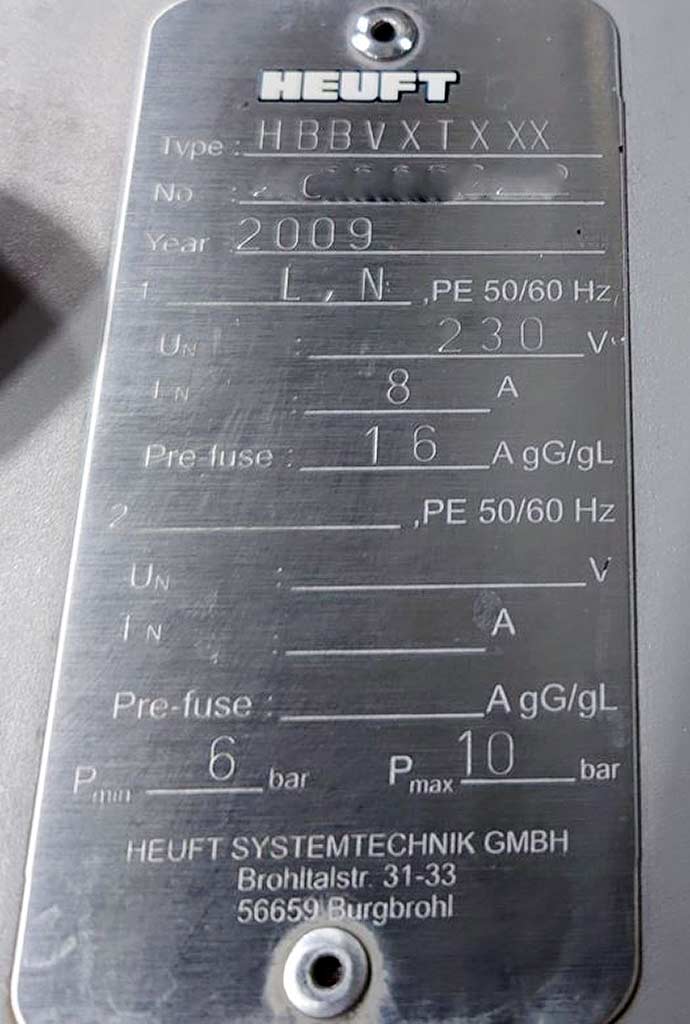 HEUFT
Type : HBBVXTXXX
No :
Year 2009
1 L, N ,PE 50/60 Hz
UN : 230 V~
IN : 8 A
Pre-fuse : 16 A gG/gL
2 ,PE 50/60 Hz
UN : V
IN : A
Pre-fuse : A gG/gL
Pmin 6 bar Pmax 10 bar
HEUFT SYSTEMTECHNIK GMBH
Brohltalstr. 31-33
56659 Burgbrohl